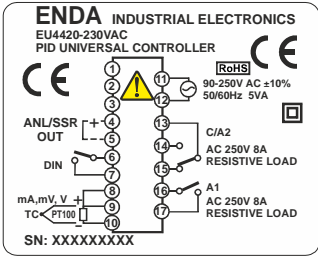 ENDA INDUSTRIAL ELECTRONICS
EU4420-230VAC
PID UNIVERSAL CONTROLLER
RoHS
CE
CE
1
2
3
4
5
6
7
8
9
10
11
12
13
14
15
16
17
90-250V AC ±10%
50/60Hz 5VA
ANL/SSR
OUT
+
-
DIN
C/A2
AC 250V 8A
RESISTIVE LOAD
A1
AC 250V 8A
RESISTIVE LOAD
mA,mV, V
+
TC
PT100
-
SN: XXXXXXXXX